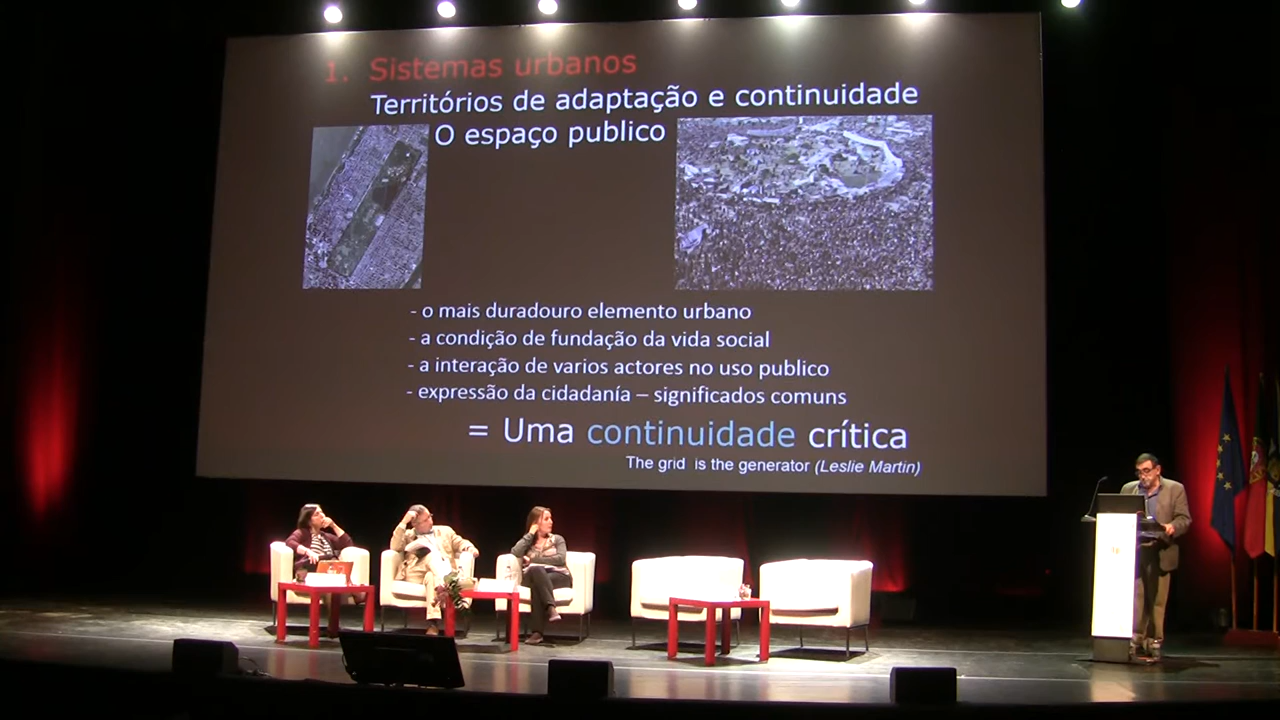 1. Sistemas urbanos
Territórios de adaptação e continuidade
O espaço publico
- o mais duradouro elemento urbano
- a condição de fundação da vida social
- a interação de varios actores no uso publico
- expressão da cidadanía – significados comuns
= Uma continuidade crítica
The grid is the generator (Leslie Martin)